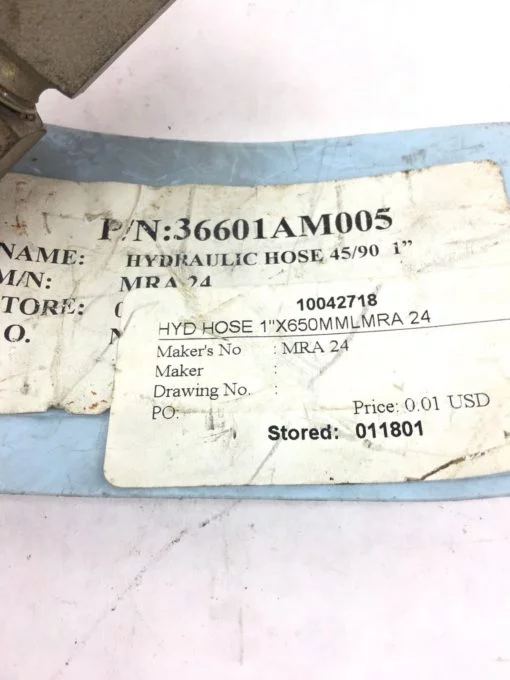 P/N:36601AM005
NAME: HYDRAULIC HOSE 45/90 1"
M/N: MRA 24
TORE:
O. N
10042718
HYD HOSE 1"X650MMLMRA 24
Maker's No : MRA 24
Maker :
Drawing No. :
PO:
Price: 0.01 USD
Stored: 011801